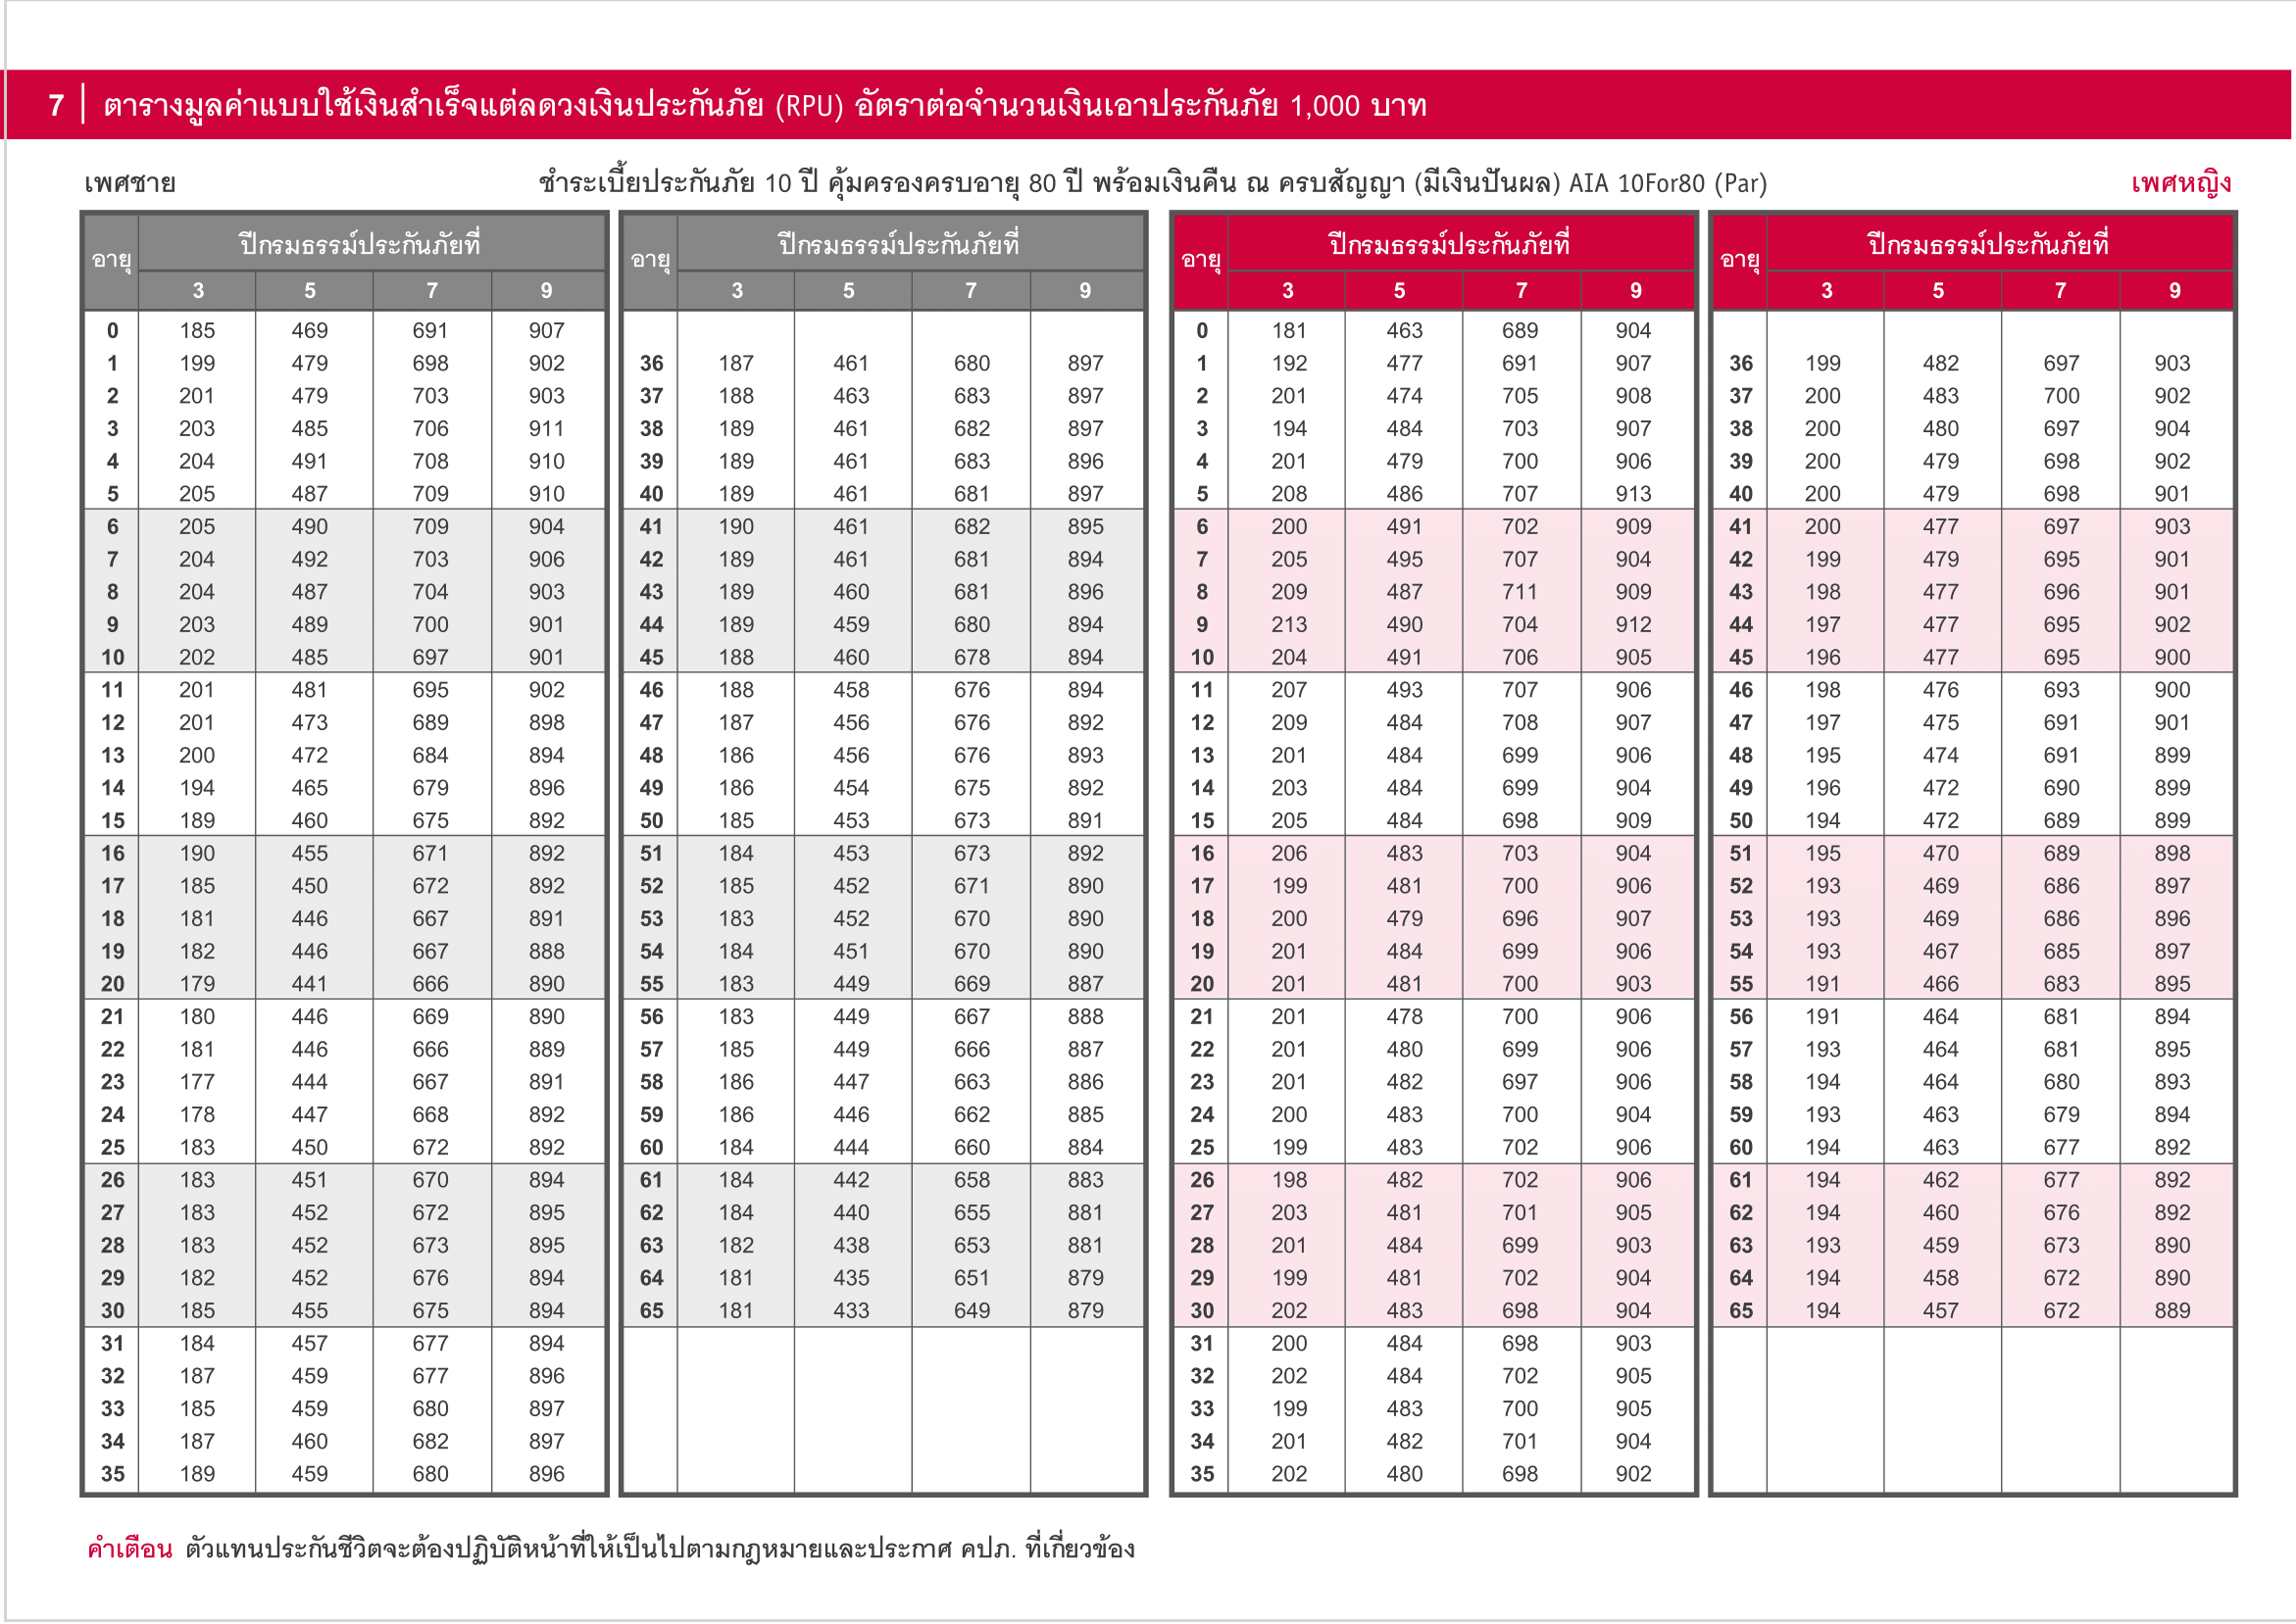 7 | ตารางมูลค่าแบบใช้เงินสำเร็จแต่ลดวงเงินประกันภัย (RPU) อัตราต่อจำนวนเงินเอาประกันภัย 1,000 บาท
เพศชาย ชำระเบี้ยประกันภัย 10 ปี คุ้มครองครบอายุ 80 ปี พร้อมเงินคืน ณ ครบสัญญา (มีเงินปันผล) AIA 10For80 (Par) เพศหญิง
อายุ ปีกรมธรรม์ประกันภัยที่ อายุ ปีกรมธรรม์ประกันภัยที่ อายุ ปีกรมธรรม์ประกันภัยที่ อายุ ปีกรมธรรม์ประกันภัยที่
3 5 7 9 3 5 7 9 3 5 7 9 3 5 7 9
0 185 469 691 907 0 181 463 689 904
1 199 479 698 902 36 187 461 680 897 1 192 477 691 907 36 199 482 697 903
2 201 479 703 903 37 188 463 683 897 2 201 474 705 908 37 200 483 700 902
3 203 485 706 911 38 189 461 682 897 3 194 484 703 907 38 200 480 697 904
4 204 491 708 910 39 189 461 683 896 4 201 479 700 906 39 200 479 698 902
5 205 487 709 910 40 189 461 681 897 5 208 486 707 913 40 200 479 698 901
6 205 490 709 904 41 190 461 682 895 6 200 491 702 909 41 200 477 697 903
7 204 492 703 906 42 189 461 681 894 7 205 495 707 904 42 199 479 695 901
8 204 487 704 903 43 189 460 681 896 8 209 487 711 909 43 198 477 696 901
9 203 489 700 901 44 189 459 680 894 9 213 490 704 912 44 197 477 695 902
10 202 485 697 901 45 188 460 678 894 10 204 491 706 905 45 196 477 695 900
11 201 481 695 902 46 188 458 676 894 11 207 493 707 906 46 198 476 693 900
12 201 473 689 898 47 187 456 676 892 12 209 484 708 907 47 197 475 691 901
13 200 472 684 894 48 186 456 676 893 13 201 484 699 906 48 195 474 691 899
14 194 465 679 896 49 186 454 675 892 14 203 484 699 904 49 196 472 690 899
15 189 460 675 892 50 185 453 673 891 15 205 484 698 909 50 194 472 689 899
16 190 455 671 892 51 184 453 673 892 16 206 483 703 904 51 195 470 689 898
17 185 450 672 892 52 185 452 671 890 17 199 481 700 906 52 193 469 686 897
18 181 446 667 891 53 183 452 670 890 18 200 479 696 907 53 193 469 686 896
19 182 446 667 888 54 184 451 670 890 19 201 484 699 906 54 193 467 685 897
20 179 441 666 890 55 183 449 669 887 20 201 481 700 903 55 191 466 683 895
21 180 446 669 890 56 183 449 667 888 21 201 478 700 906 56 191 464 681 894
22 181 446 666 889 57 185 449 666 887 22 201 480 699 906 57 193 464 681 895
23 177 444 667 891 58 186 447 663 886 23 201 482 697 906 58 194 464 680 893
24 178 447 668 892 59 186 446 662 885 24 200 483 700 904 59 193 463 679 894
25 183 450 672 892 60 184 444 660 884 25 199 483 702 906 60 194 463 677 892
26 183 451 670 894 61 184 442 658 883 26 198 482 702 906 61 194 462 677 892
27 183 452 672 895 62 184 440 655 881 27 203 481 701 905 62 194 460 676 892
28 183 452 673 895 63 182 438 653 881 28 201 484 699 903 63 193 459 673 890
29 182 452 676 894 64 181 435 651 879 29 199 481 702 904 64 194 458 672 890
30 185 455 675 894 65 181 433 649 879 30 202 483 698 904 65 194 457 672 889
31 184 457 677 894 31 200 484 698 903
32 187 459 677 896 32 202 484 702 905
33 185 459 680 897 33 199 483 700 905
34 187 460 682 897 34 201 482 701 904
35 189 459 680 896 35 202 480 698 902
คำเตือน ตัวแทนประกันชีวิตจะต้องปฏิบัติหน้าที่ให้เป็นไปตามกฎหมายและประกาศ คปภ. ที่เกี่ยวข้อง